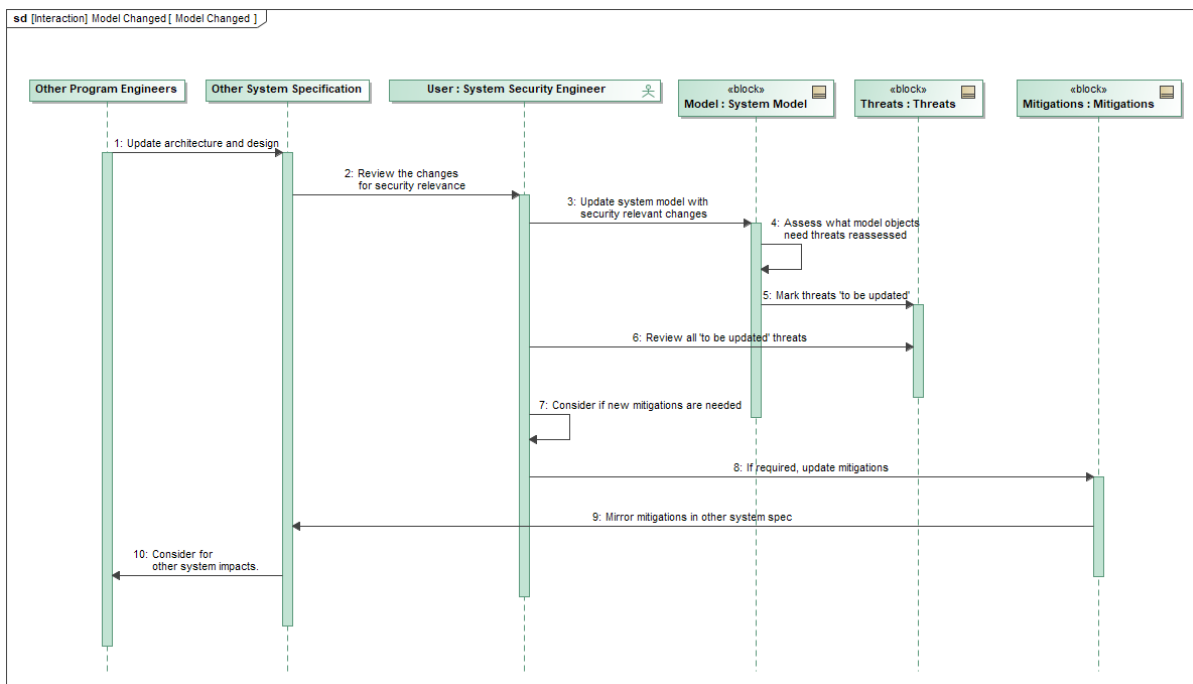 sd [Interaction] Model Changed [ Model Changed ]
Other Program Engineers
Other System Specification
User : System Security Engineer
«block»
Model : System Model
«block»
Threats : Threats
«block»
Mitigations : Mitigations
1: Update architecture and design
2: Review the changes
for security relevance
3: Update system model with
security relevant changes
4: Assess what model objects
need threats reassessed
5: Mark threats 'to be updated'
6: Review all 'to be updated' threats
7: Consider if new mitigations are needed
8: If required, update mitigations
9: Mirror mitigations in other system spec
10: Consider for
other system impacts.